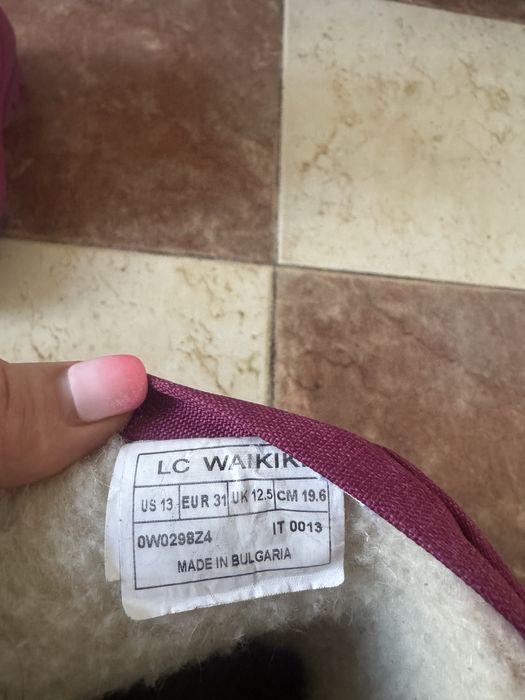 LC WAIKIKI
US 13 EUR 31 UK 12.5 CM 19.6
0W0298Z4 IT 0013
MADE IN BULGARIA